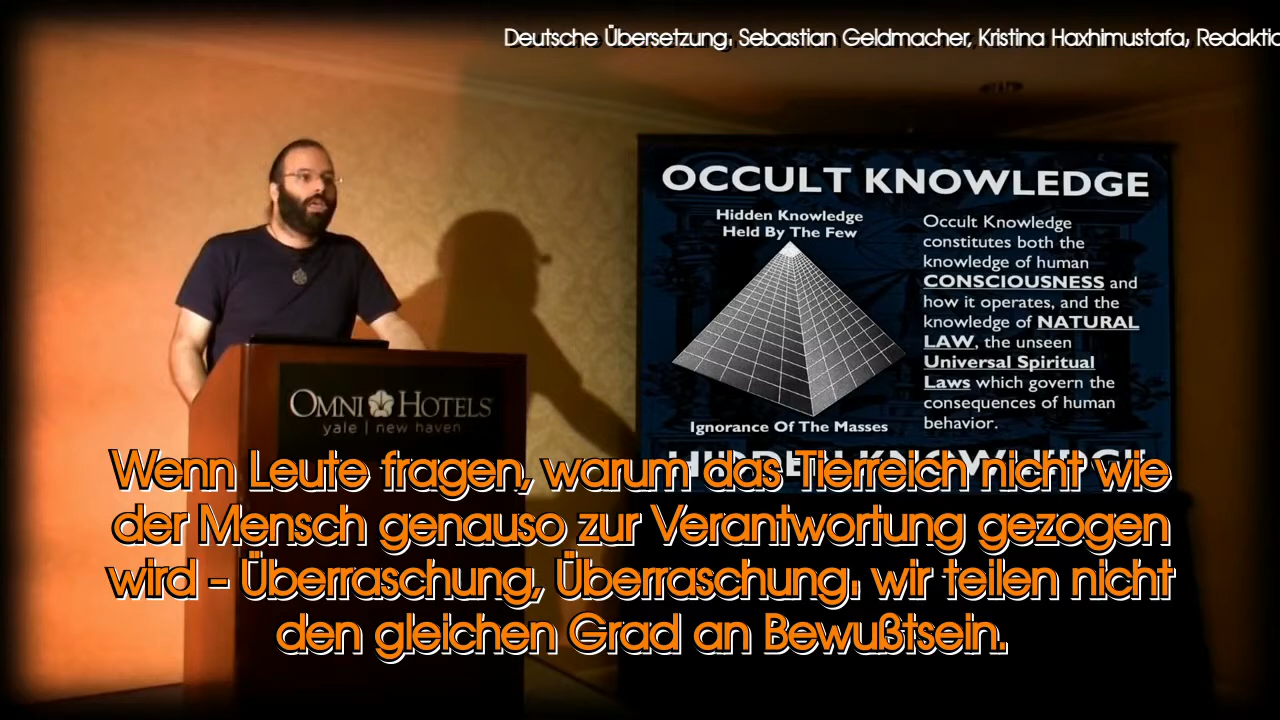 Deutsche Übersetzung: Sebastian Geldmacher, Kristina Haxhimustafa, Redaktio
OCCULT KNOWLEDGE
Hidden Knowledge
Held By The Few
Ignorance Of The Masses
Occult Knowledge
constitutes both the
knowledge of human
CONSCIOUSNESS and
how it operates, and the
knowledge of NATURAL
LAW, the unseen
Universal Spiritual
Laws which govern the
consequences of human
behavior.
HIDDEN KNOWLEDGE
OMNI HOTELS
yale | new haven
Wenn Leute fragen, warum das Tierreich nicht wie
der Mensch genauso zur Verantwortung gezogen
wird - Überraschung, Überraschung: wir teilen nicht
den gleichen Grad an Bewußtsein.